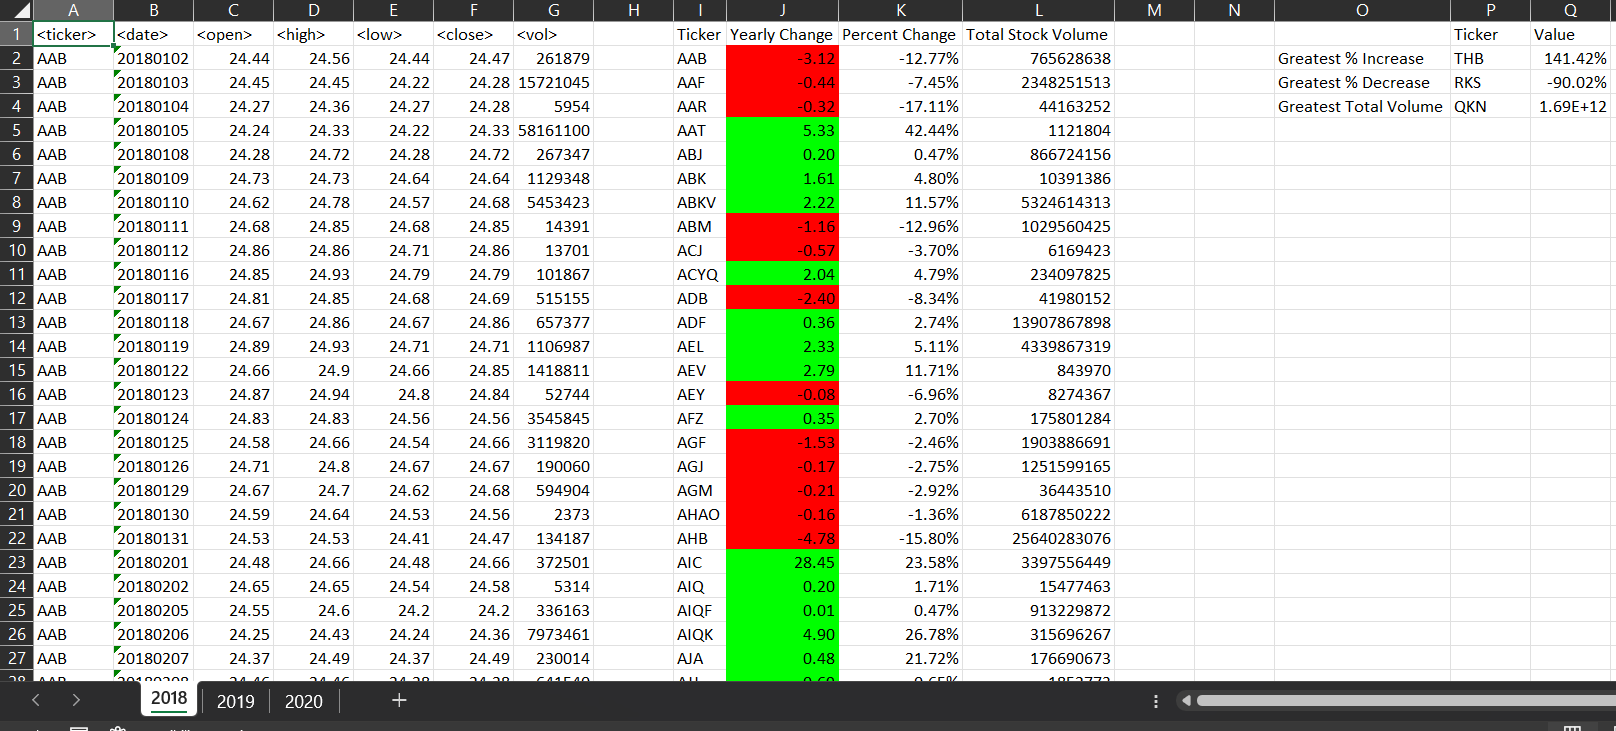 A B C D E F G H I J K L M N O P Q
1 <ticker> <date> <open> <high> <low> <close> <vol> Ticker Yearly Change Percent Change Total Stock Volume Ticker Value
2 AAB 20180102 24.44 24.56 24.44 24.47 261879 AAB -3.12 -12.77% 765628638 Greatest % Increase THB 141.42%
3 AAB 20180103 24.45 24.45 24.22 24.28 15721045 AAF -0.44 -7.45% 2348251513 Greatest % Decrease RKS -90.02%
4 AAB 20180104 24.27 24.36 24.27 24.28 5954 AAR -0.32 -17.11% 44163252 Greatest Total Volume QKN 1.69E+12
5 AAB 20180105 24.24 24.33 24.22 24.33 58161100 AAT 5.33 42.44% 1121804
6 AAB 20180108 24.28 24.72 24.28 24.72 267347 ABJ 0.20 0.47% 866724156
7 AAB 20180109 24.73 24.73 24.64 24.64 1129348 ABK 1.61 4.80% 10391386
8 AAB 20180110 24.62 24.78 24.57 24.68 5453423 ABKV 2.22 11.57% 5324614313
9 AAB 20180111 24.68 24.85 24.68 24.85 14391 ABM -1.16 -12.96% 1029560425
10 AAB 20180112 24.86 24.86 24.71 24.86 13701 ACJ -0.57 -3.70% 6169423
11 AAB 20180116 24.85 24.93 24.79 24.79 101867 ACYQ 2.04 4.79% 234097825
12 AAB 20180117 24.81 24.85 24.68 24.69 515155 ADB -2.40 -8.34% 41980152
13 AAB 20180118 24.67 24.86 24.67 24.86 657377 ADF 0.36 2.74% 13907867898
14 AAB 20180119 24.89 24.93 24.71 24.71 1106987 AEL 2.33 5.11% 4339867319
15 AAB 20180122 24.66 24.9 24.66 24.85 1418811 AEV 2.79 11.71% 843970
16 AAB 20180123 24.87 24.94 24.8 24.84 52744 AEY -0.08 -6.96% 8274367
17 AAB 20180124 24.83 24.83 24.56 24.56 3545845 AFZ 0.35 2.70% 175801284
18 AAB 20180125 24.58 24.66 24.54 24.66 3119820 AGF -1.53 -2.46% 1903886691
19 AAB 20180126 24.71 24.8 24.67 24.67 190060 AGJ -0.17 -2.75% 1251599165
20 AAB 20180129 24.67 24.7 24.62 24.68 594904 AGM -0.21 -2.92% 36443510
21 AAB 20180130 24.59 24.64 24.53 24.56 2373 AHAO -0.16 -1.36% 6187850222
22 AAB 20180131 24.53 24.53 24.41 24.47 134187 AHB -4.78 -15.80% 25640283076
23 AAB 20180201 24.48 24.66 24.48 24.66 372501 AIC 28.45 23.58% 3397556449
24 AAB 20180202 24.65 24.65 24.54 24.58 5314 AIQ 0.20 1.71% 15477463
25 AAB 20180205 24.55 24.6 24.2 24.2 336163 AIQF 0.01 0.47% 913229872
26 AAB 20180206 24.25 24.43 24.24 24.36 7973461 AIQK 4.90 26.78% 315696267
27 AAB 20180207 24.37 24.49 24.37 24.49 230014 AJA 0.48 21.72% 176690673
2018 2019 2020